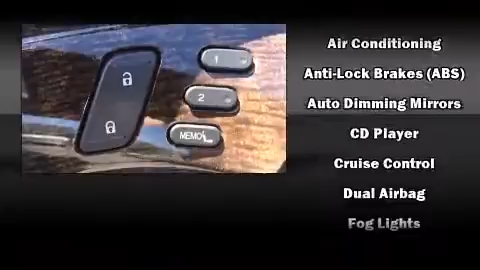 1
2
MEMO
Air Conditioning
Anti-Lock Brakes (ABS)
Auto Dimming Mirrors
CD Player
Cruise Control
Dual Airbag
Fog Lights